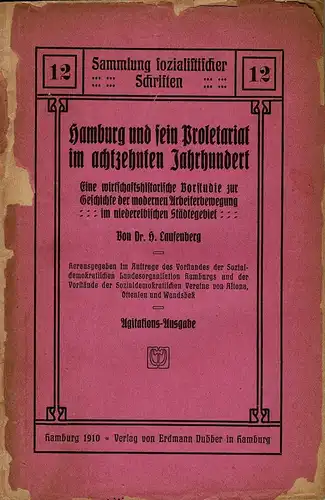 12
Sammlung sozialistischer
Schriften
12
Hamburg und sein Proletariat
im achtzehnten Jahrhundert
Eine wirtschaftshistorische Vorstudie zur
Geschichte der modernen Arbeiterbewegung
: : : im niederelbischen Städtegebiet : : :
Von Dr. H. Laufenberg
Herausgegeben im Auftrage des Vorstandes der Sozial-
demokratischen Landesorganisation Hamburgs und der
Vorstände der Sozialdemokratischen Vereine von Altona,
Ottensen und Wandsbek
Agitations-Ausgabe
Hamburg 1910 • Verlag von Erdmann Dubber in Hamburg